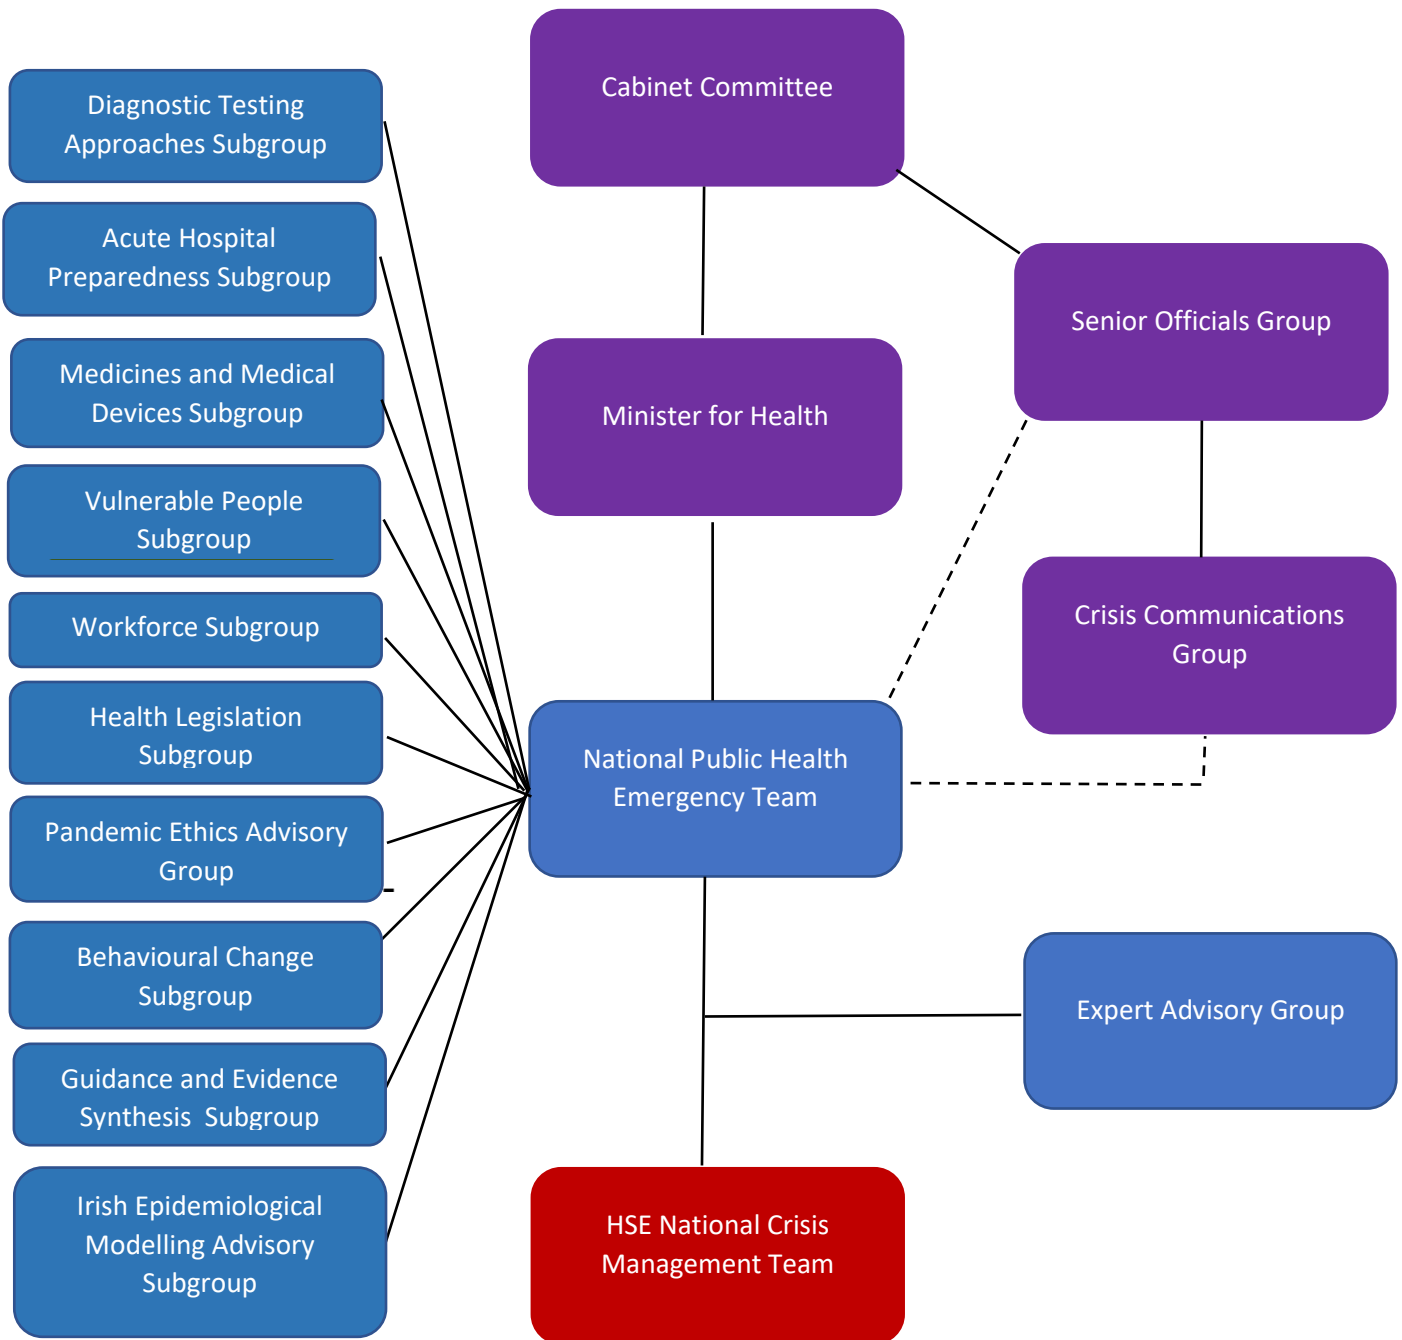 Diagnostic Testing
Approaches Subgroup
Acute Hospital
Preparedness Subgroup
Medicines and Medical
Devices Subgroup
Vulnerable People
Subgroup
Workforce Subgroup
Health Legislation
Subgroup
Pandemic Ethics Advisory
Group
Behavioural Change
Subgroup
Guidance and Evidence
Synthesis  Subgroup
Irish Epidemiological
Modelling Advisory
Subgroup
Cabinet Committee
Minister for Health
National Public Health
Emergency Team
HSE National Crisis
Management Team
Senior Officials Group
Crisis Communications
Group
Expert Advisory Group